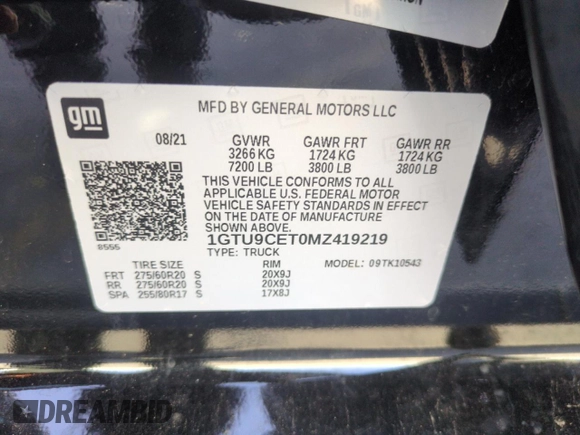 gm
MFD BY GENERAL MOTORS LLC
08/21 GVWR GAWR FRT GAWR RR
3266 KG 1724 KG 1724 KG
7200 LB 3800 LB 3800 LB
THIS VEHICLE CONFORMS TO ALL
APPLICABLE U.S. FEDERAL MOTOR
VEHICLE SAFETY STANDARDS IN EFFECT
ON THE DATE OF MANUFACTURE
SHOWN ABOVE.
1GTU9CET0MZ419219
TYPE: TRUCK
TIRE SIZE RIM MODEL: 09TK10543
FRT 275/60R20 S 20X9J
RR 275/60R20 S 20X9J
SPA 255/80R17 S 17X8J
DREAMBID